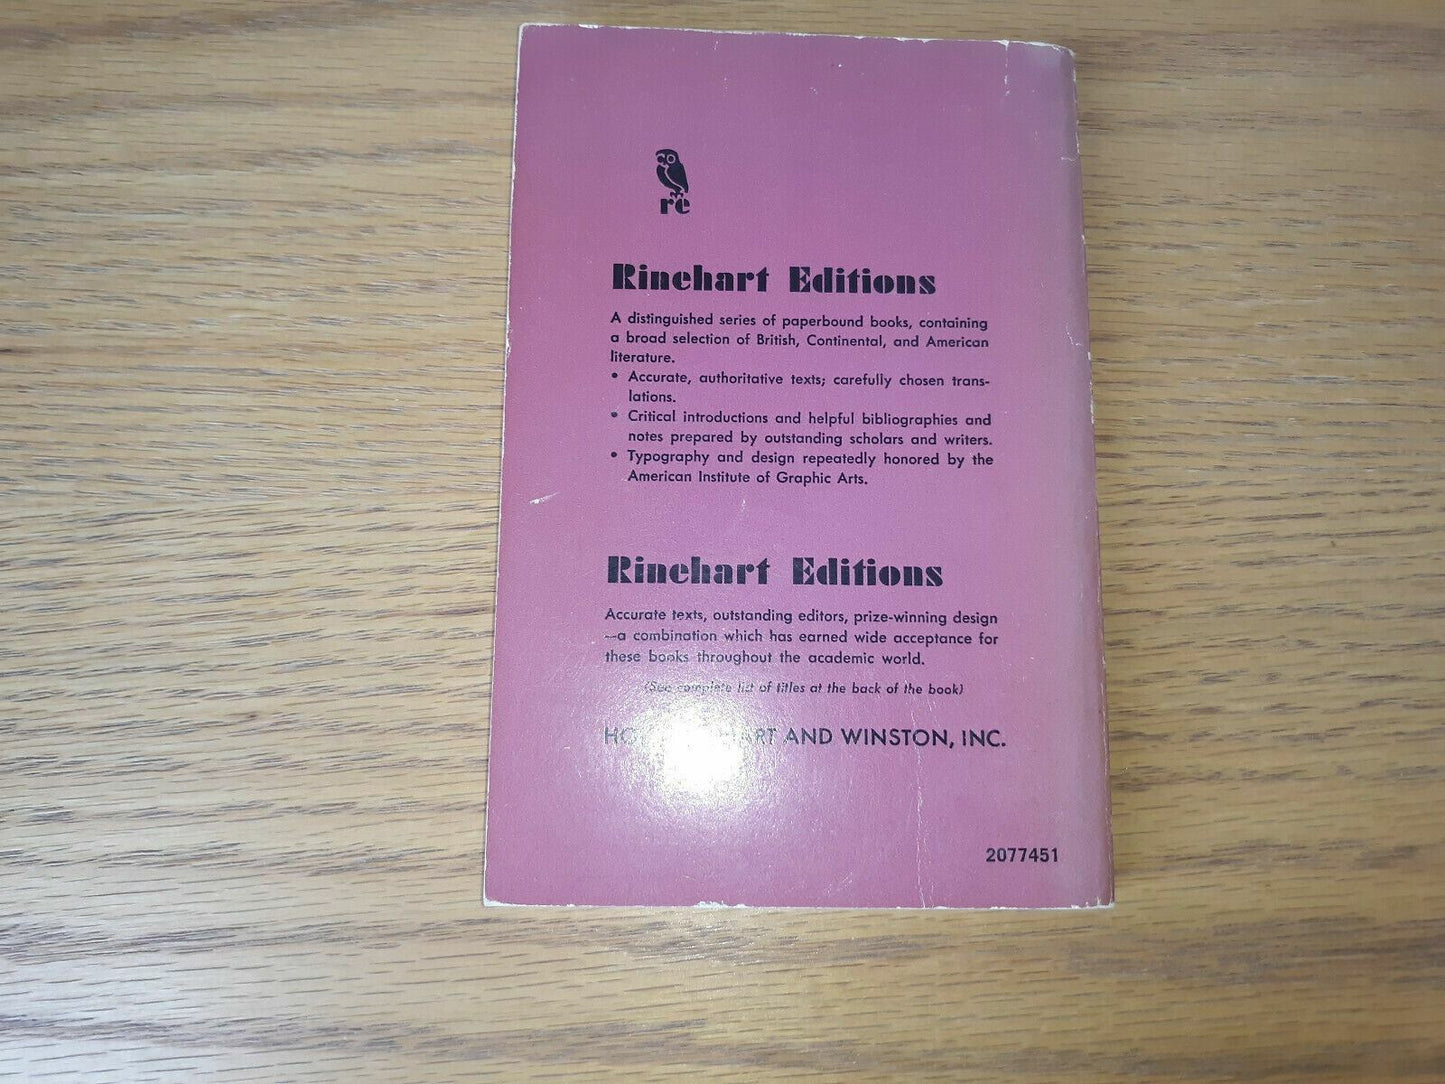 re
Rinehart Editions
A distinguished series of paperbound books, containing
a broad selection of British, Continental, and American
literature.
• Accurate, authoritative texts; carefully chosen trans-
lations.
• Critical introductions and helpful bibliographies and
notes prepared by outstanding scholars and writers.
• Typography and design repeatedly honored by the
American Institute of Graphic Arts.
Rinehart Editions
Accurate texts, outstanding editors, prize-winning design
—a combination which has earned wide acceptance for
these books throughout the academic world.
(See complete list of titles at the back of the book)
AND WINSTON, INC.
2077451